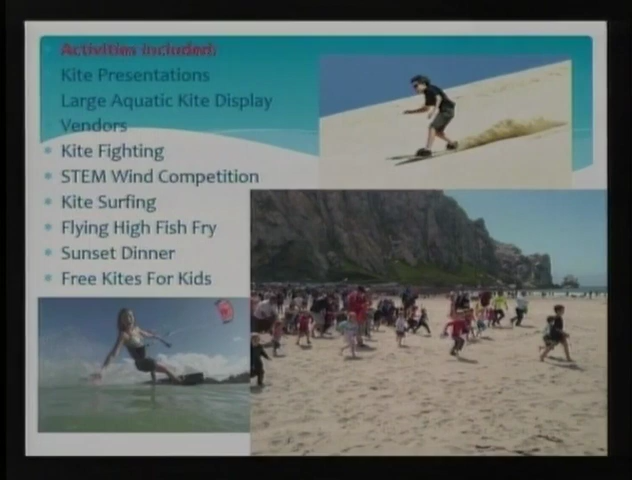 Activities included:
Kite Presentations
Large Aquatic Kite Display
Vendors
Kite Fighting
STEM Wind Competition
Kite Surfing
Flying High Fish Fry
Sunset Dinner
Free Kites For Kids